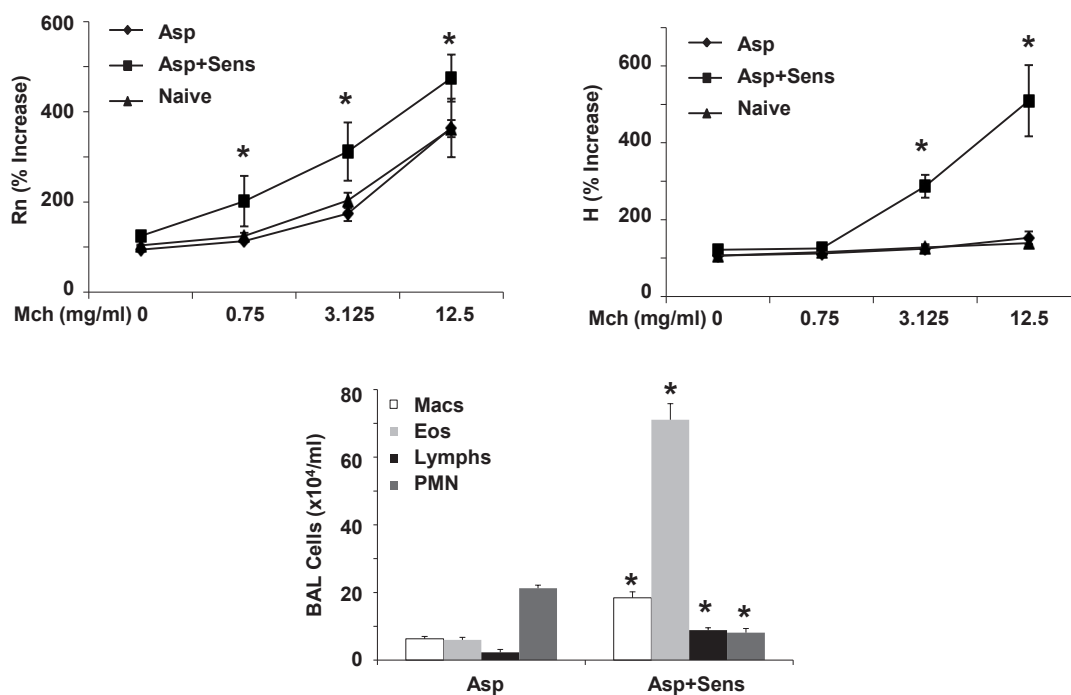 600
400
200
0
Rn (% Increase)
Asp
Asp+Sens
Naive
*
*
*
Mch (mg/ml) 0 0.75 3.125 12.5
600
400
200
0
H (% Increase)
Asp
Asp+Sens
Naive
*
*
Mch (mg/ml) 0 0.75 3.125 12.5
80
60
40
20
0
BAL Cells (x10⁴/ml)
Macs
Eos
Lymphs
PMN
*
*
*
*
Asp Asp+Sens